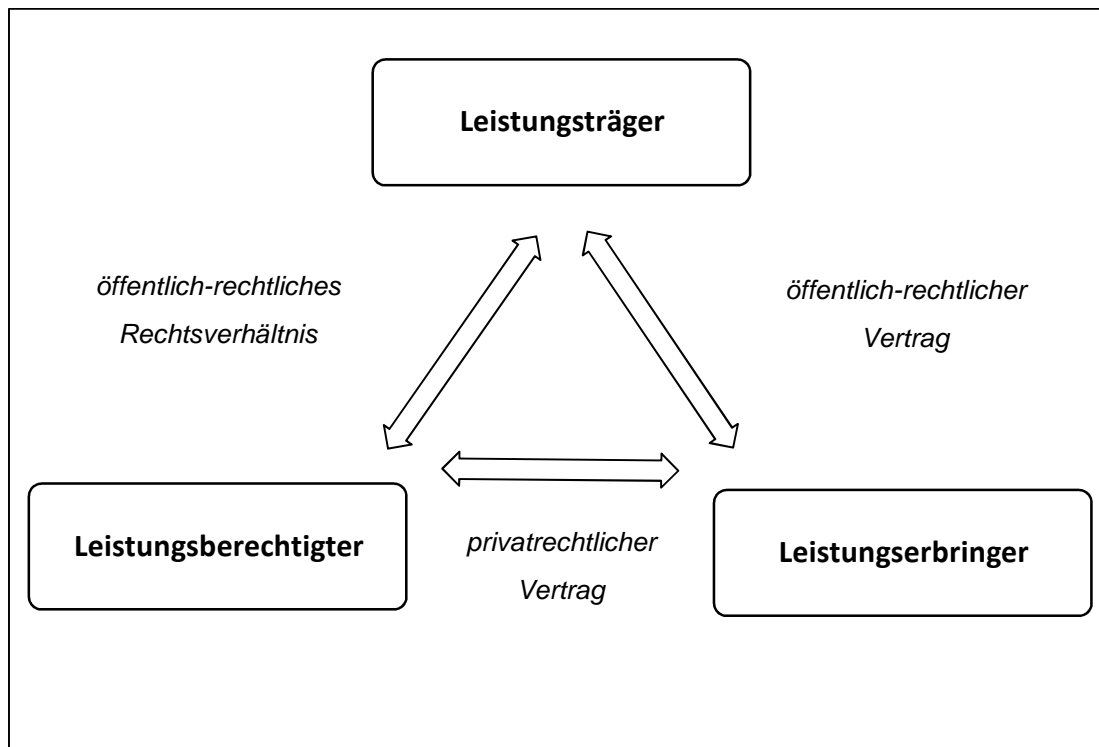 Leistungsträger
öffentlich-rechtliches
Rechtsverhältnis
öffentlich-rechtlicher
Vertrag
Leistungsberechtigter
privatrechtlicher
Vertrag
Leistungserbringer